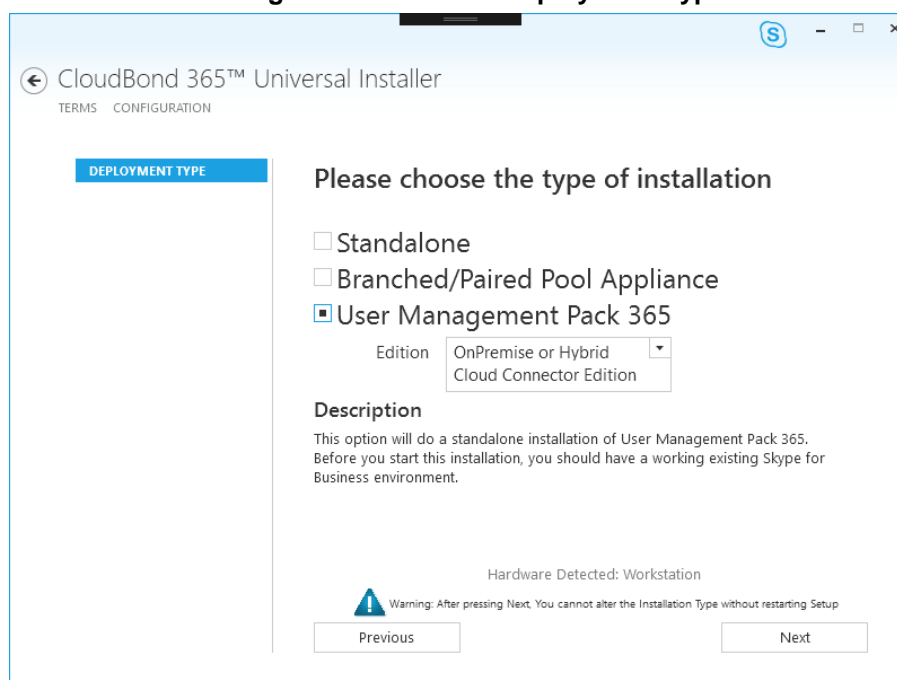 S
CloudBond 365™ Universal Installer
TERMS CONFIGURATION
DEPLOYMENT TYPE
Please choose the type of installation
Standalone
Branched/Paired Pool Appliance
User Management Pack 365
Edition OnPremise or Hybrid
Cloud Connector Edition
Description
This option will do a standalone installation of User Management Pack 365.
Before you start this installation, you should have a working existing Skype for
Business environment.
Hardware Detected: Workstation
Warning: After pressing Next, You cannot alter the Installation Type without restarting Setup
Previous Next